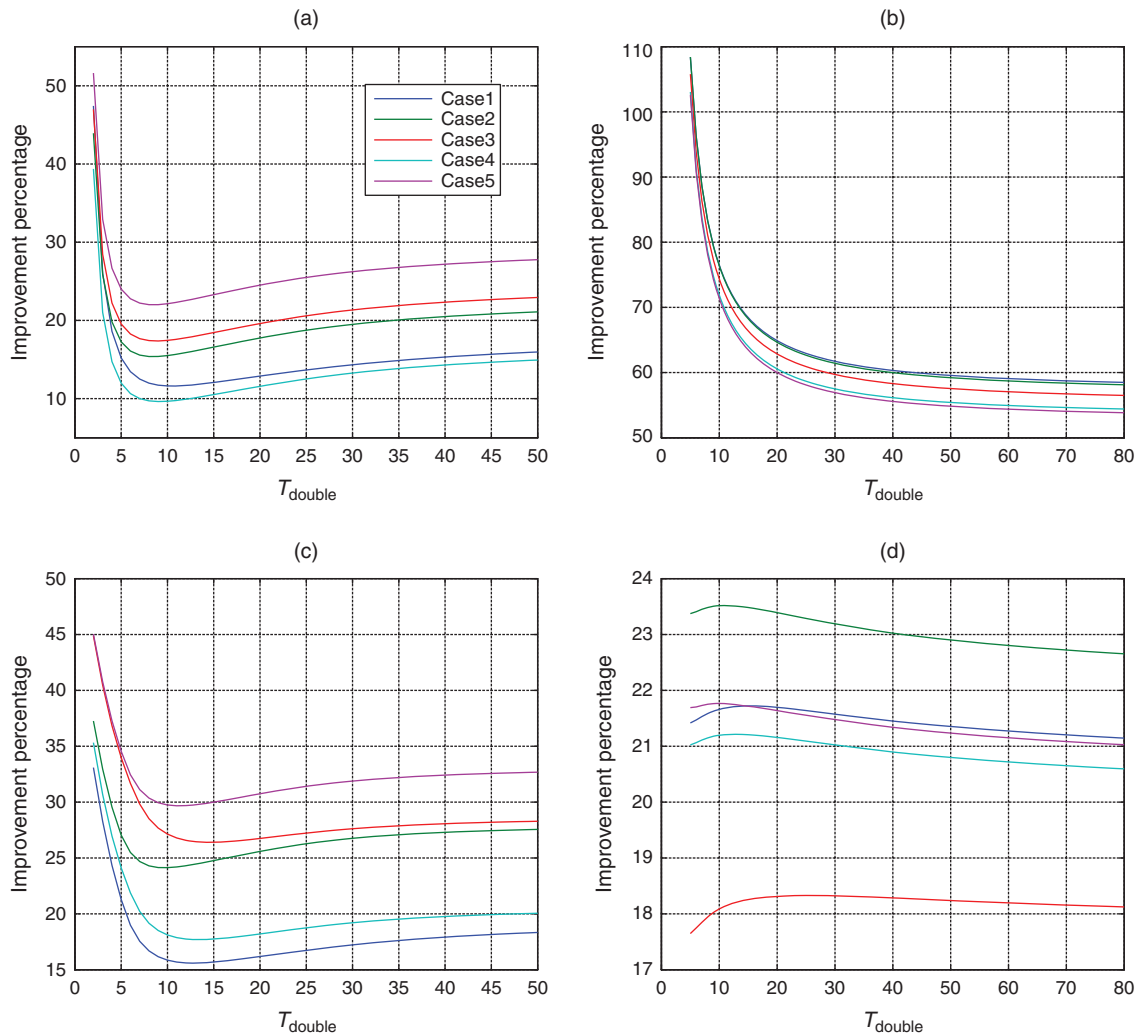 (a)
Improvement percentage
50
40
30
20
10
0 5 10 15 20 25 30 35 40 45 50
T_double
Case1
Case2
Case3
Case4
Case5
(b)
Improvement percentage
110
100
90
80
70
60
50
0 10 20 30 40 50 60 70 80
T_double
(c)
Improvement percentage
50
45
40
35
30
25
20
15
0 5 10 15 20 25 30 35 40 45 50
T_double
(d)
Improvement percentage
24
23
22
21
20
19
18
17
0 10 20 30 40 50 60 70 80
T_double